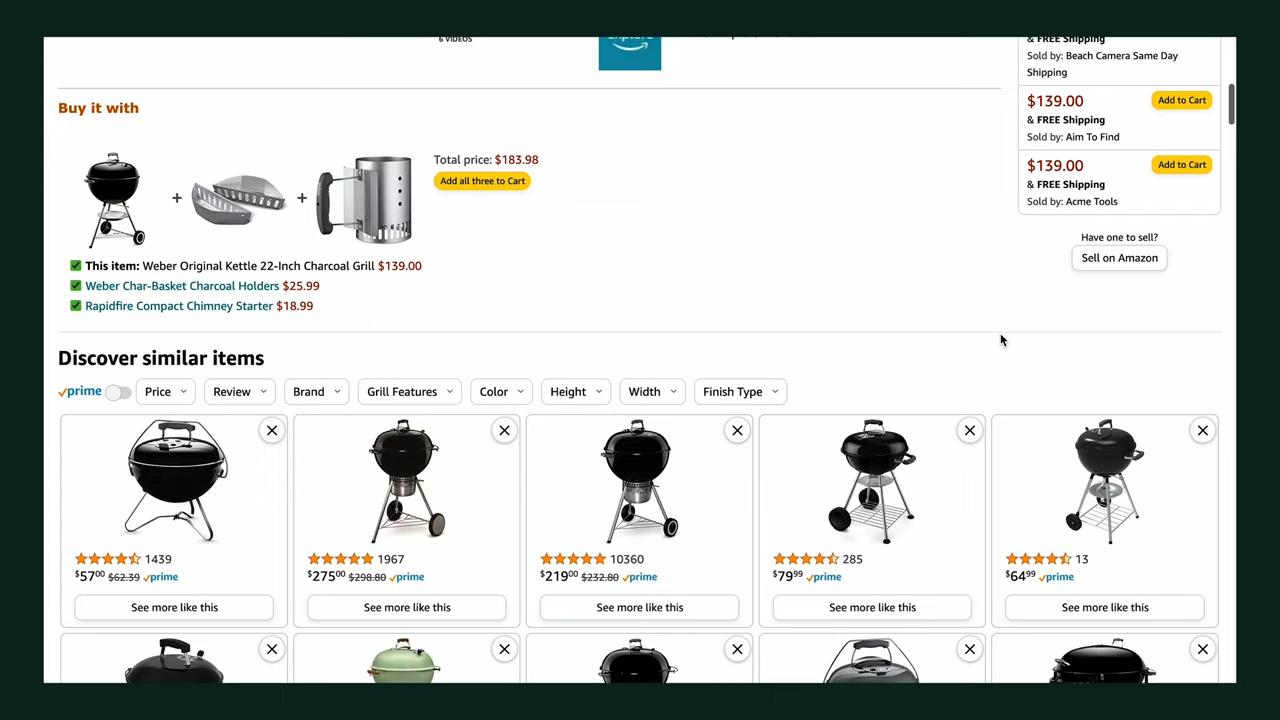 6 VIDEOS
explore
& FREE Shipping
Sold by: Beach Camera Same Day
Shipping
$139.00
Add to Cart
& FREE Shipping
Sold by: Aim To Find
$139.00
Add to Cart
& FREE Shipping
Sold by: Acme Tools
Have one to sell?
Sell on Amazon
Buy it with
Total price: $183.98
Add all three to Cart
+
+
This item: Weber Original Kettle 22-Inch Charcoal Grill $139.00
Weber Char-Basket Charcoal Holders $25.99
Rapidfire Compact Chimney Starter $18.99
Discover similar items
prime Price Review Brand Grill Features Color Height Width Finish Type
1439
$57.00 $62.39 prime
See more like this
1967
$275.00 $298.80 prime
See more like this
10360
$219.00 $232.80 prime
See more like this
285
$79.99 prime
See more like this
13
$64.99 prime
See more like this